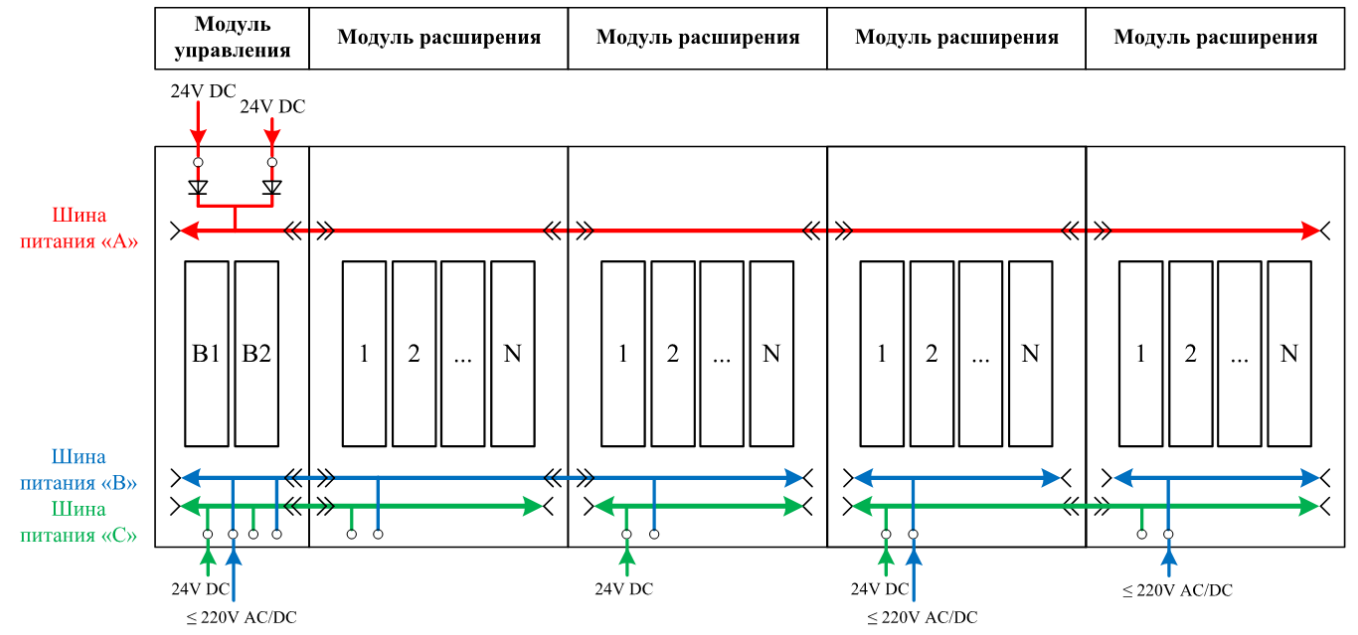 Модуль
управления
Модуль расширения
Модуль расширения
Модуль расширения
Модуль расширения
24V DC
24V DC
Шина
питания «A»
B1
B2
1
2
...
N
1
2
...
N
1
2
...
N
1
2
...
N
Шина
питания «B»
Шина
питания «C»
24V DC
≤ 220V AC/DC
24V DC
24V DC
≤ 220V AC/DC
≤ 220V AC/DC